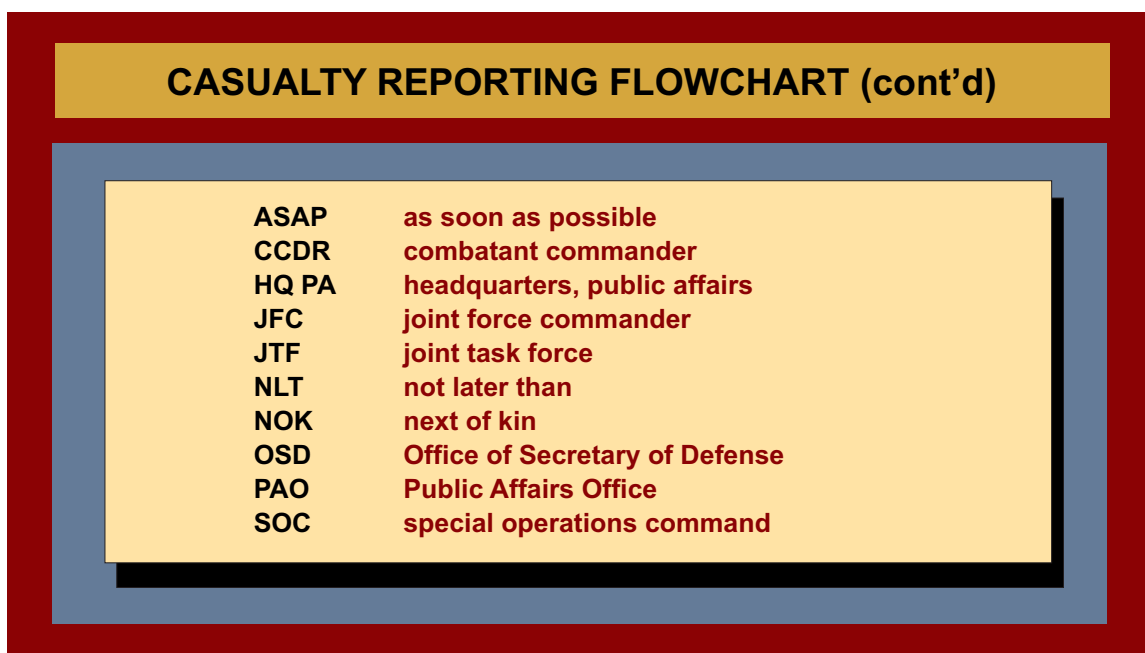 CASUALTY REPORTING FLOWCHART (cont’d)
ASAP as soon as possible
CCDR combatant commander
HQ PA headquarters, public affairs
JFC joint force commander
JTF joint task force
NLT not later than
NOK next of kin
OSD Office of Secretary of Defense
PAO Public Affairs Office
SOC special operations command